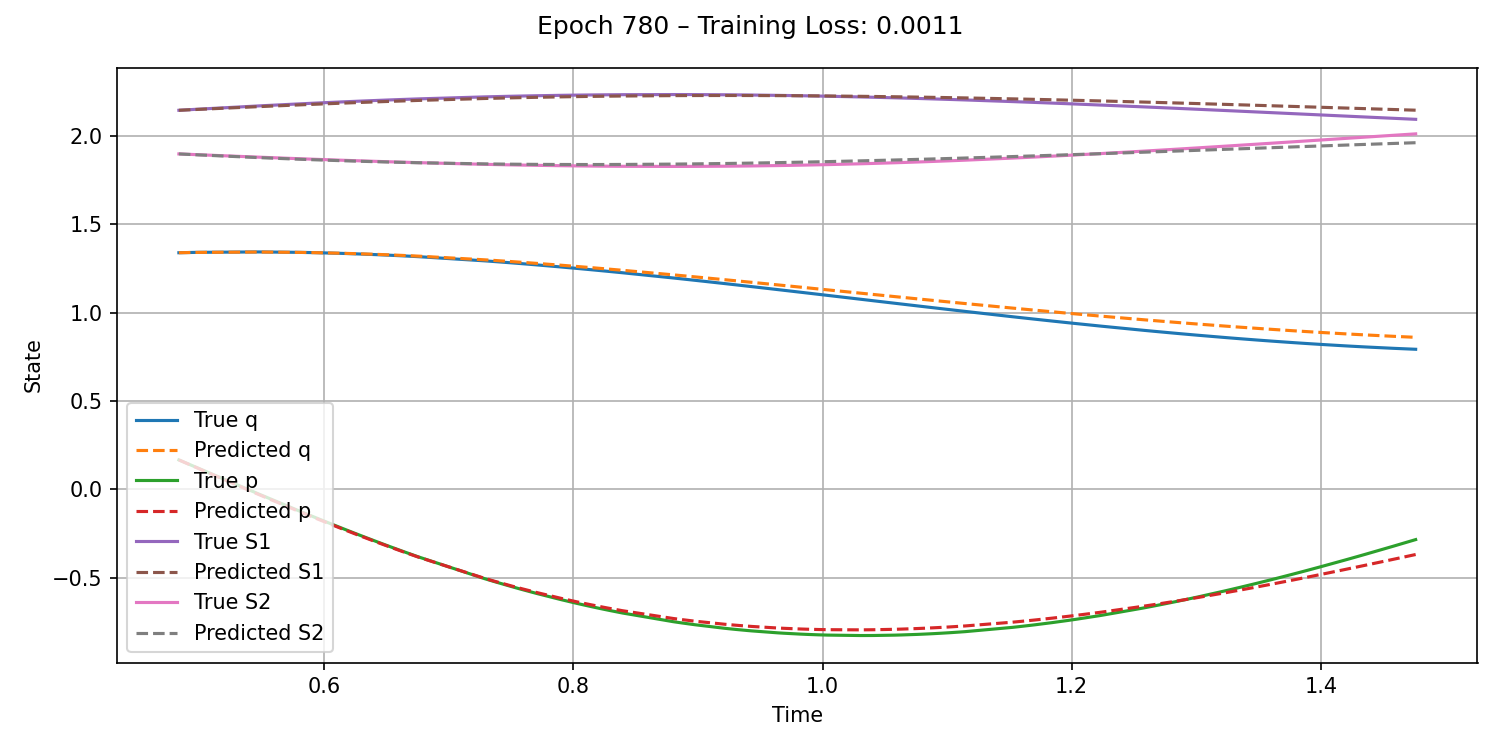 Epoch 780 – Training Loss: 0.0011
State
2.0
1.5
1.0
0.5
0.0
−0.5
True q
Predicted q
True p
Predicted p
True S1
Predicted S1
True S2
Predicted S2
0.6 0.8 1.0 1.2 1.4
Time